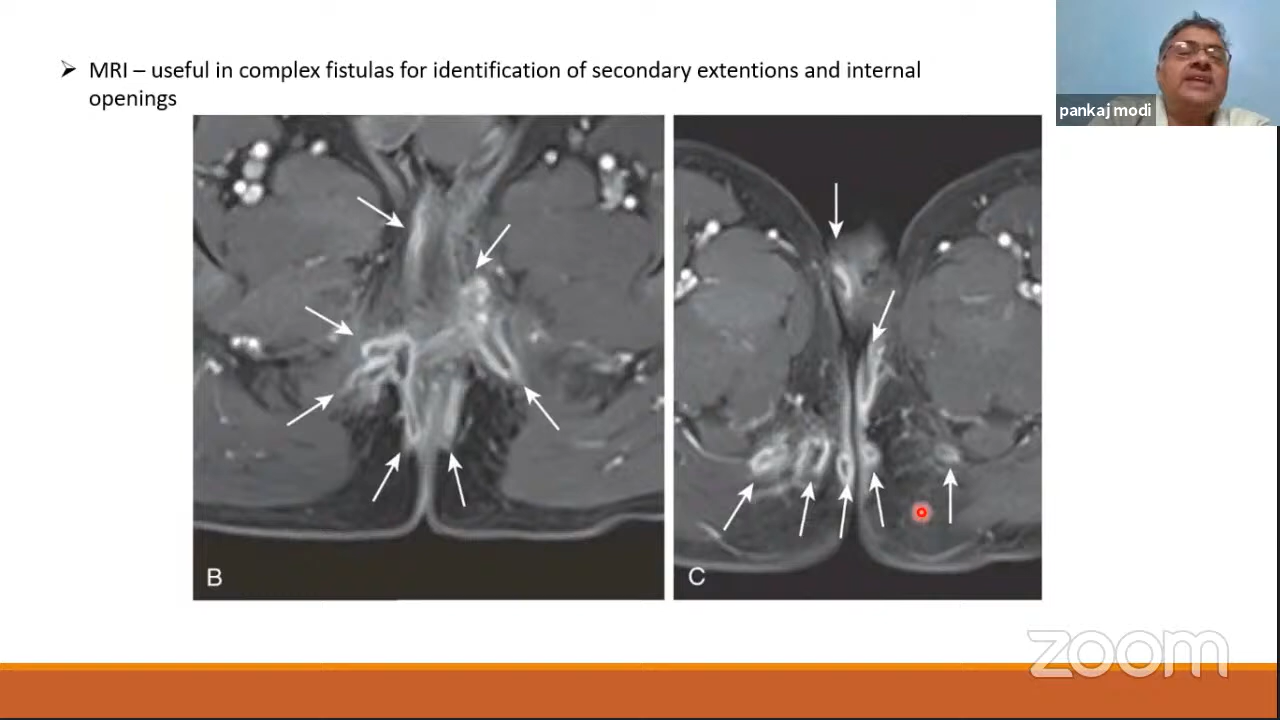 ➢ MRI – useful in complex fistulas for identification of secondary extentions and internal
openings
pankaj modi
B
C
zoom